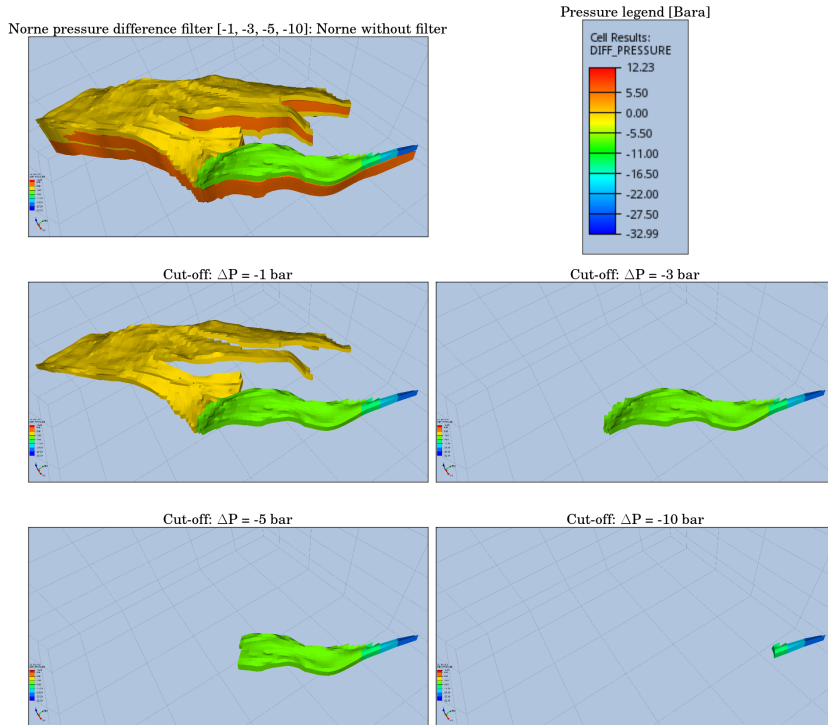 Pressure legend [Bara]
Norne pressure difference filter [-1, -3, -5, -10]: Norne without filter
Cell Results:
DIFF_PRESSURE
12.23
5.50
0.00
-5.50
-11.00
-16.50
-22.00
-27.50
-32.99
Cut-off: ΔP = -1 bar
Cut-off: ΔP = -3 bar
Cut-off: ΔP = -5 bar
Cut-off: ΔP = -10 bar